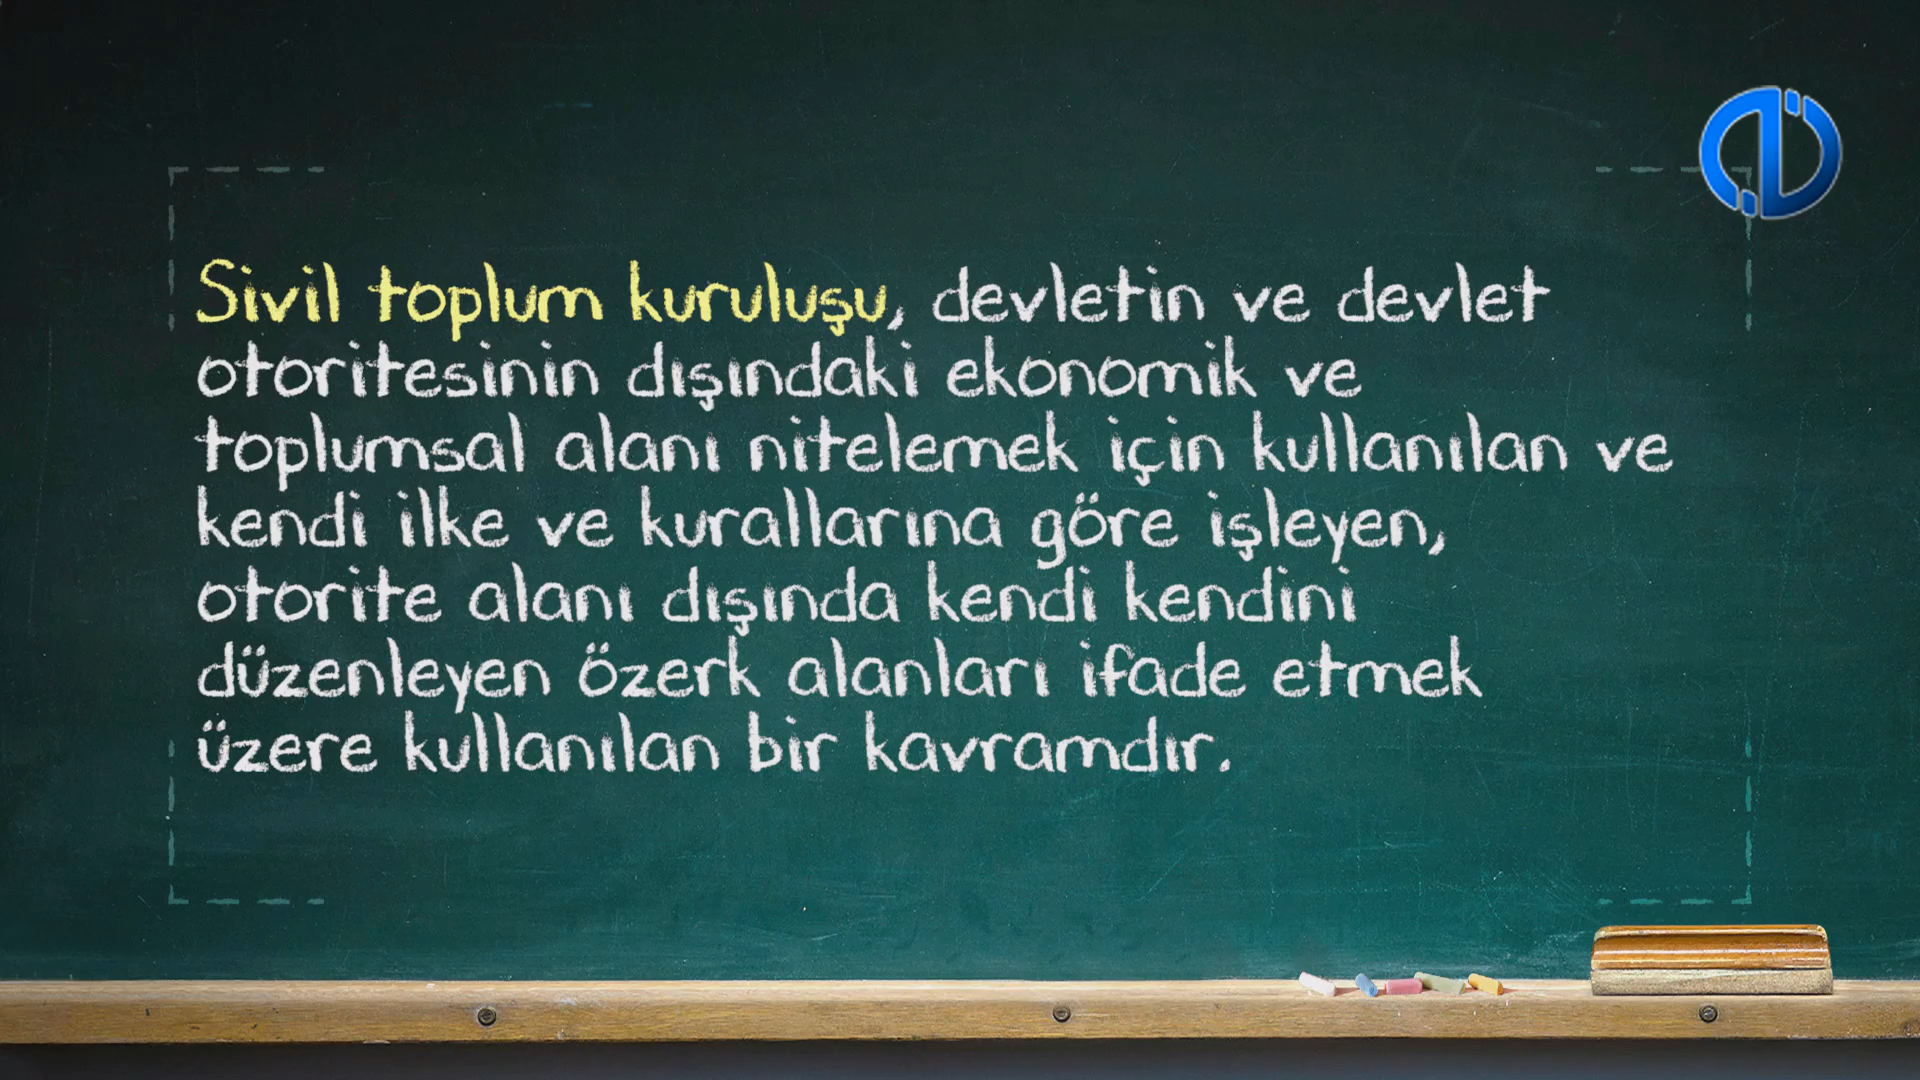 Sivil toplum kuruluşu, devletin ve devlet
otoritesinin dışındaki ekonomik ve
toplumsal alanı nitelemek için kullanılan ve
kendi ilke ve kurallarına göre işleyen,
otorite alanı dışında kendi kendini
düzenleyen özerk alanları ifade etmek
üzere kullanılan bir kavramdır.